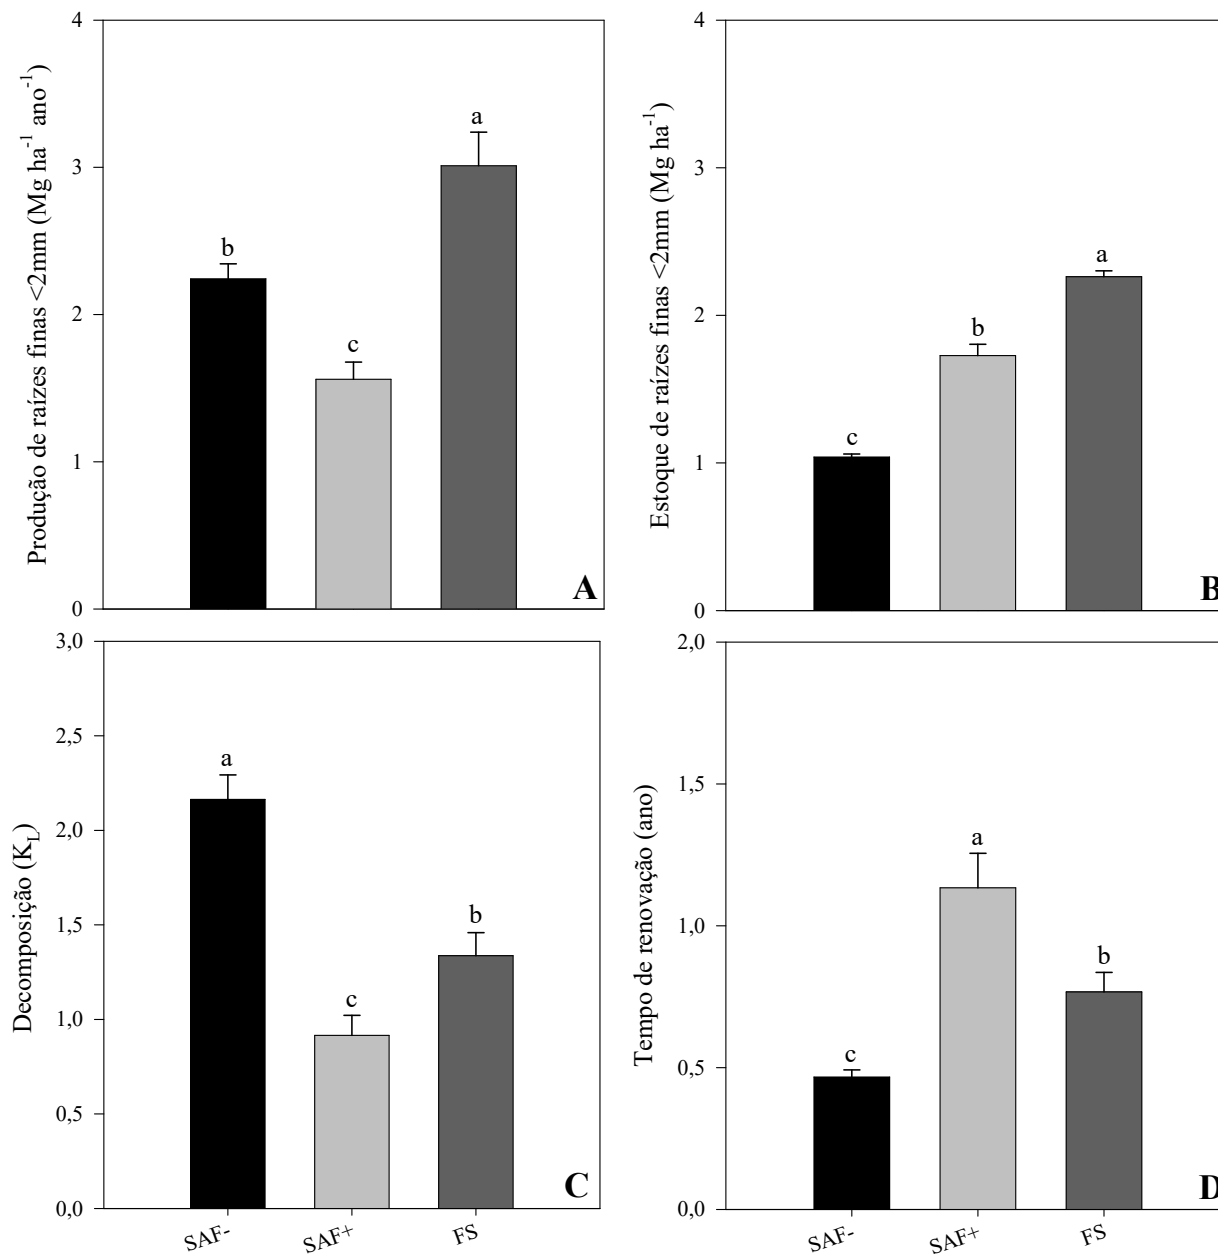 Produção de raízes finas <2mm (Mg ha⁻¹ ano⁻¹)
4
3
2
1
0
b
c
a
A
Estoque de raízes finas <2mm (Mg ha⁻¹)
4
3
2
1
0
c
b
a
B
Decomposição (K_L)
3,0
2,5
2,0
1,5
1,0
0,5
0,0
a
c
b
C
SAF-
SAF+
FS
Tempo de renovação (ano)
2,0
1,5
1,0
0,5
0,0
c
a
b
D
SAF-
SAF+
FS